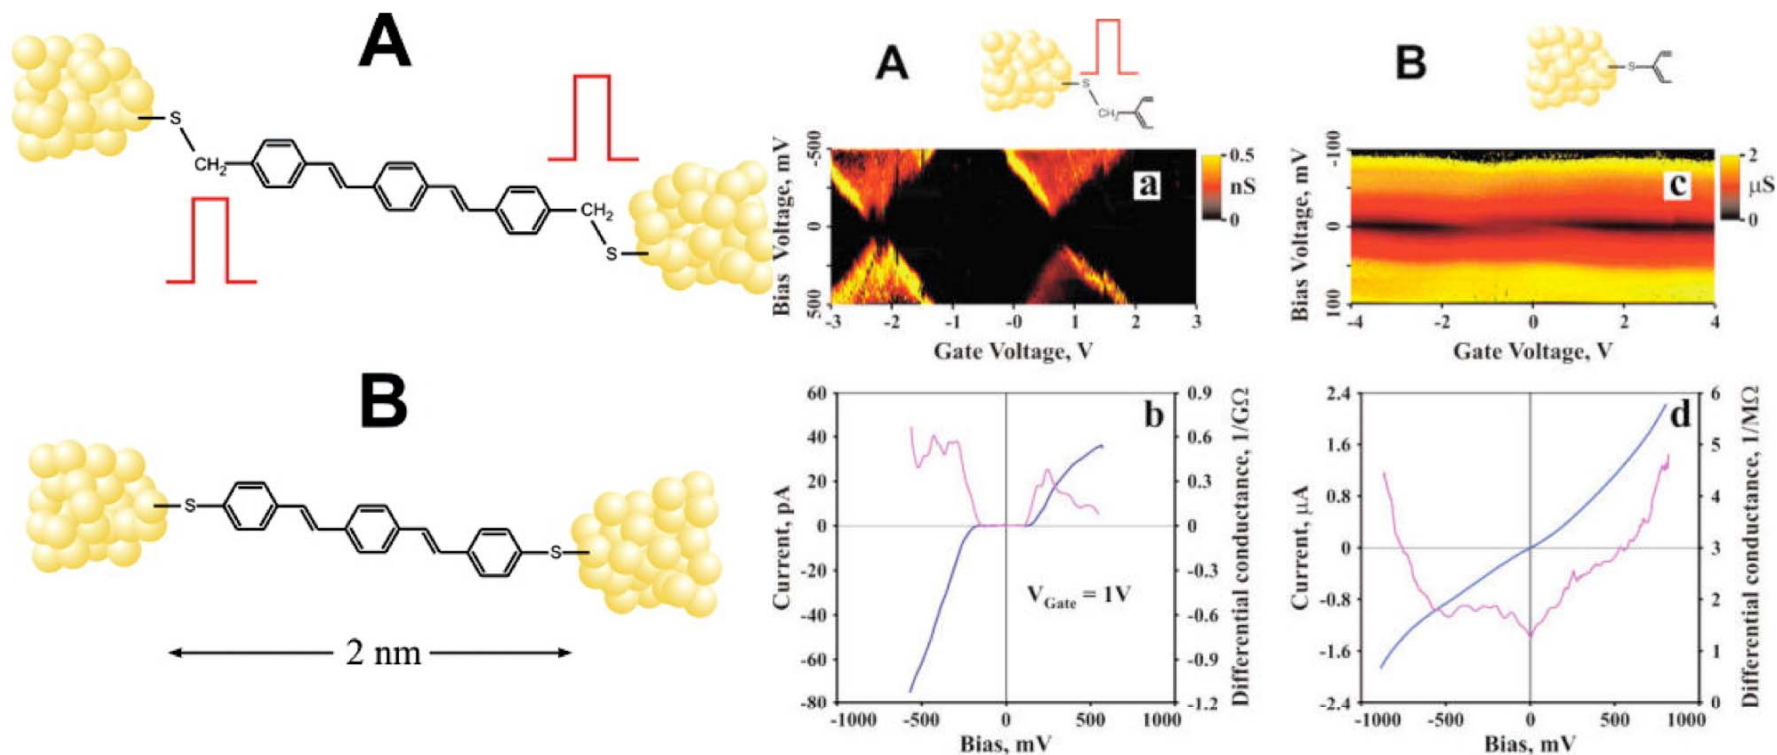 A
S
CH2
CH2
S
B
S
S
2 nm
A
S
CH2
Bias Voltage, mV
-500
0
500
a
0.5
nS
0
-3 -2 -1 -0 1 2 3
Gate Voltage, V
B
S
Bias Voltage, mV
-100
0
100
c
2
µS
0
-4 -2 0 2 4
Gate Voltage, V
b
Current, pA
60
40
20
0
-20
-40
-60
-80
0.9
0.6
0.3
0
-0.3
-0.6
-0.9
-1.2
Differential conductance, 1/GΩ
VGate = 1V
-1000 -500 0 500 1000
Bias, mV
d
Current, µA
2.4
1.6
0.8
0
-0.8
-1.6
-2.4
6
5
4
3
2
1
0
Differential conductance, 1/MΩ
-1000 -500 0 500 1000
Bias, mV